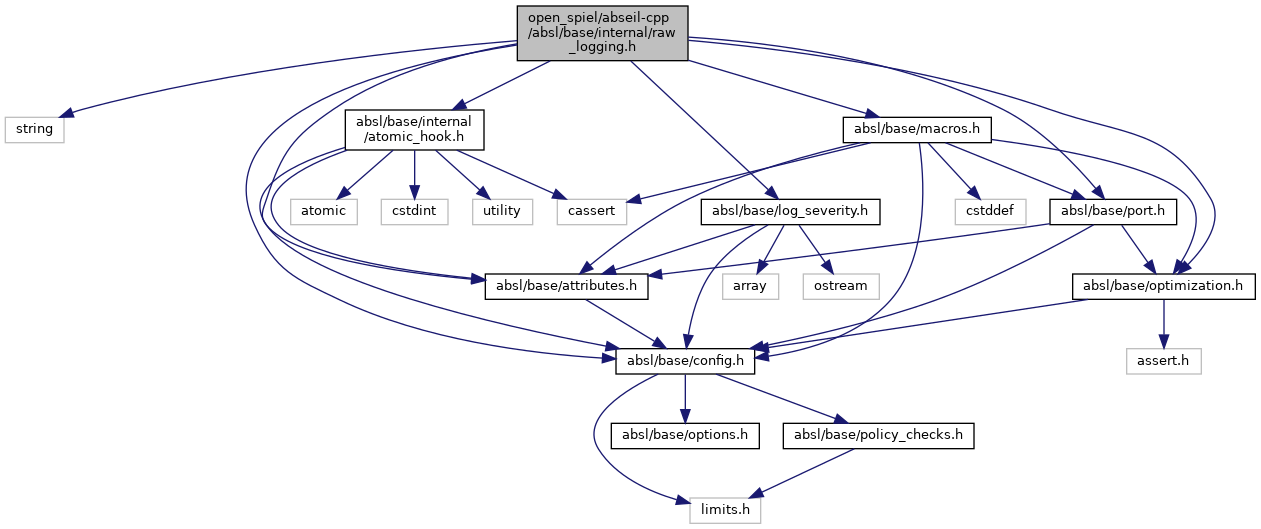 open_spiel/abseil-cpp
/absl/base/internal/raw
_logging.h
string
absl/base/internal
/atomic_hook.h
absl/base/macros.h
atomic
cstdint
utility
cassert
absl/base/log_severity.h
cstddef
absl/base/port.h
absl/base/attributes.h
array
ostream
absl/base/optimization.h
absl/base/config.h
assert.h
absl/base/options.h
absl/base/policy_checks.h
limits.h